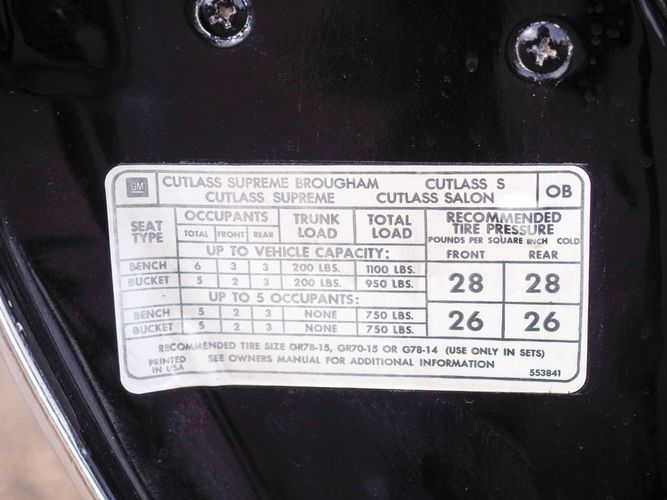 GM
CUTLASS SUPREME BROUGHAM CUTLASS S
CUTLASS SUPREME CUTLASS SALON
OB
SEAT TYPE OCCUPANTS TRUNK LOAD TOTAL LOAD RECOMMENDED TIRE PRESSURE
TOTAL FRONT REAR POUNDS PER SQUARE INCH COLD
UP TO VEHICLE CAPACITY: FRONT REAR
BENCH 6 3 3 200 LBS. 1100 LBS. 28 28
BUCKET 5 2 3 200 LBS. 950 LBS.
UP TO 5 OCCUPANTS:
BENCH 5 2 3 NONE 750 LBS. 26 26
BUCKET 5 2 3 NONE 750 LBS.
RECOMMENDED TIRE SIZE GR78-15, GR70-15 OR G78-14 (USE ONLY IN SETS)
PRINTED IN USA SEE OWNERS MANUAL FOR ADDITIONAL INFORMATION
553841